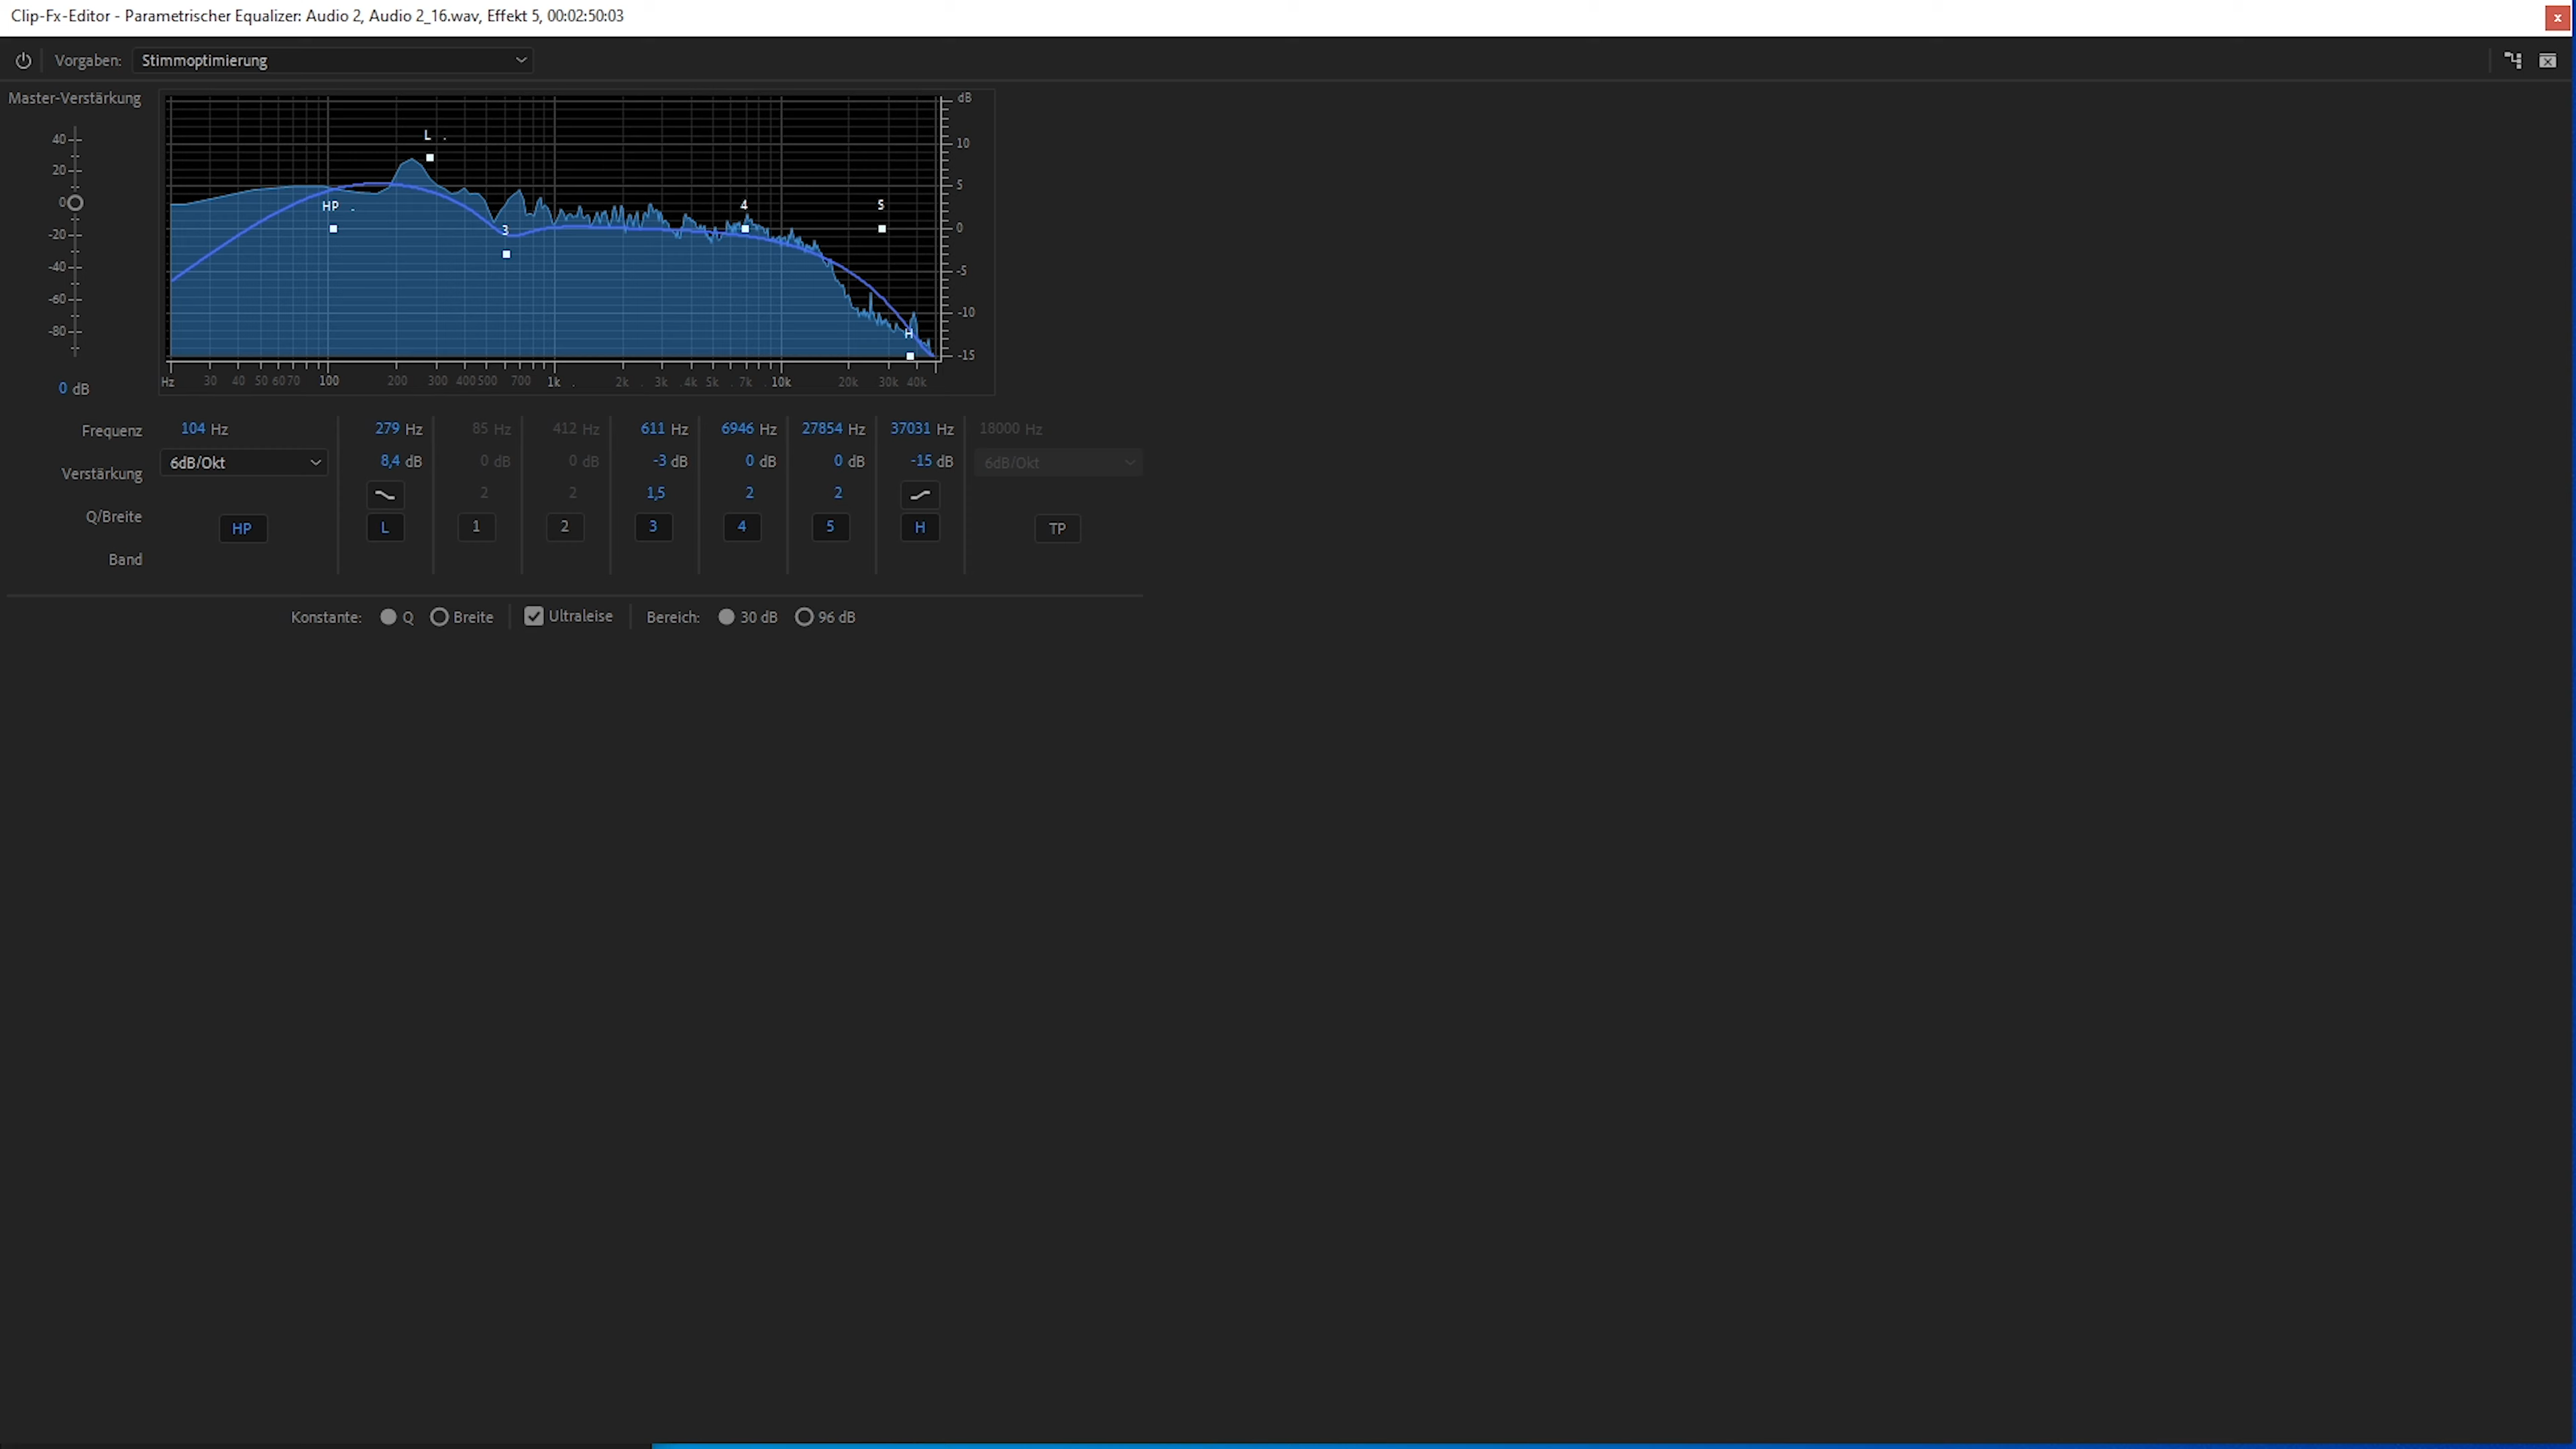 Clip-Fx-Editor - Parametrischer Equalizer: Audio 2, Audio 2_16.wav, Effekt 5, 00:02:50:03
x
Vorgaben: Stimmoptimierung
Master-Verstärkung
40
20
0
-20
-40
-60
-80
0 dB
L
HP
3
4
5
H
dB
10
5
0
-5
-10
-15
Hz 30 40 50 60 70 100 200 300 400 500 700 1k 2k 3k 4k 5k 7k 10k 20k 30k 40k
Frequenz 104 Hz 279 Hz 85 Hz 412 Hz 611 Hz 6946 Hz 27854 Hz 37031 Hz 18000 Hz
Verstärkung 6dB/Okt 8,4 dB 0 dB 0 dB -3 dB 0 dB 0 dB -15 dB 6dB/Okt
Q/Breite 2 2 1,5 2 2
Band HP L 1 2 3 4 5 H TP
Konstante: Q Breite Ultraleise Bereich: 30 dB 96 dB